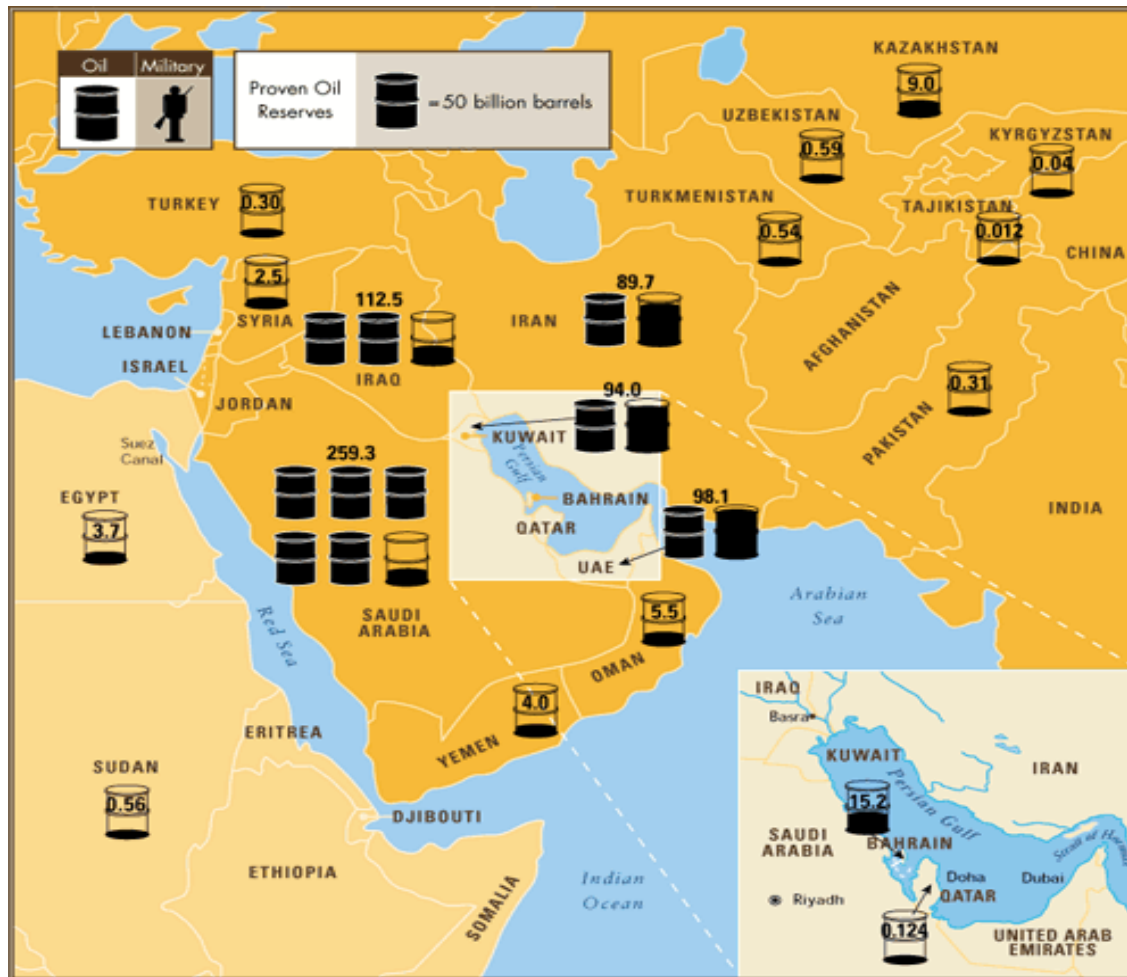 Oil Military
Proven Oil
Reserves
= 50 billion barrels
KAZAKHSTAN
9.0
UZBEKISTAN
0.59
KYRGYZSTAN
0.04
TURKEY
0.30
TURKMENISTAN
0.54
TAJIKISTAN
0.012
CHINA
2.5
SYRIA
112.5
IRAQ
89.7
IRAN
LEBANON
ISRAEL
JORDAN
AFGHANISTAN
0.31
PAKISTAN
INDIA
94.0
KUWAIT
Persian
Gulf
BAHRAIN
QATAR
UAE
98.1
Suez
Canal
259.3
SAUDI
ARABIA
EGYPT
3.7
Red Sea
Arabian
Sea
5.5
OMAN
4.0
YEMEN
ERITREA
SUDAN
0.56
DJIBOUTI
ETHIOPIA
SOMALIA
Indian
Ocean
IRAQ
Basra
KUWAIT
Persian Gulf
IRAN
15.2
SAUDI
ARABIA
BAHRAIN
Strait of Hormuz
Doha
Dubai
QATAR
Riyadh
0.124
UNITED ARAB
EMIRATES